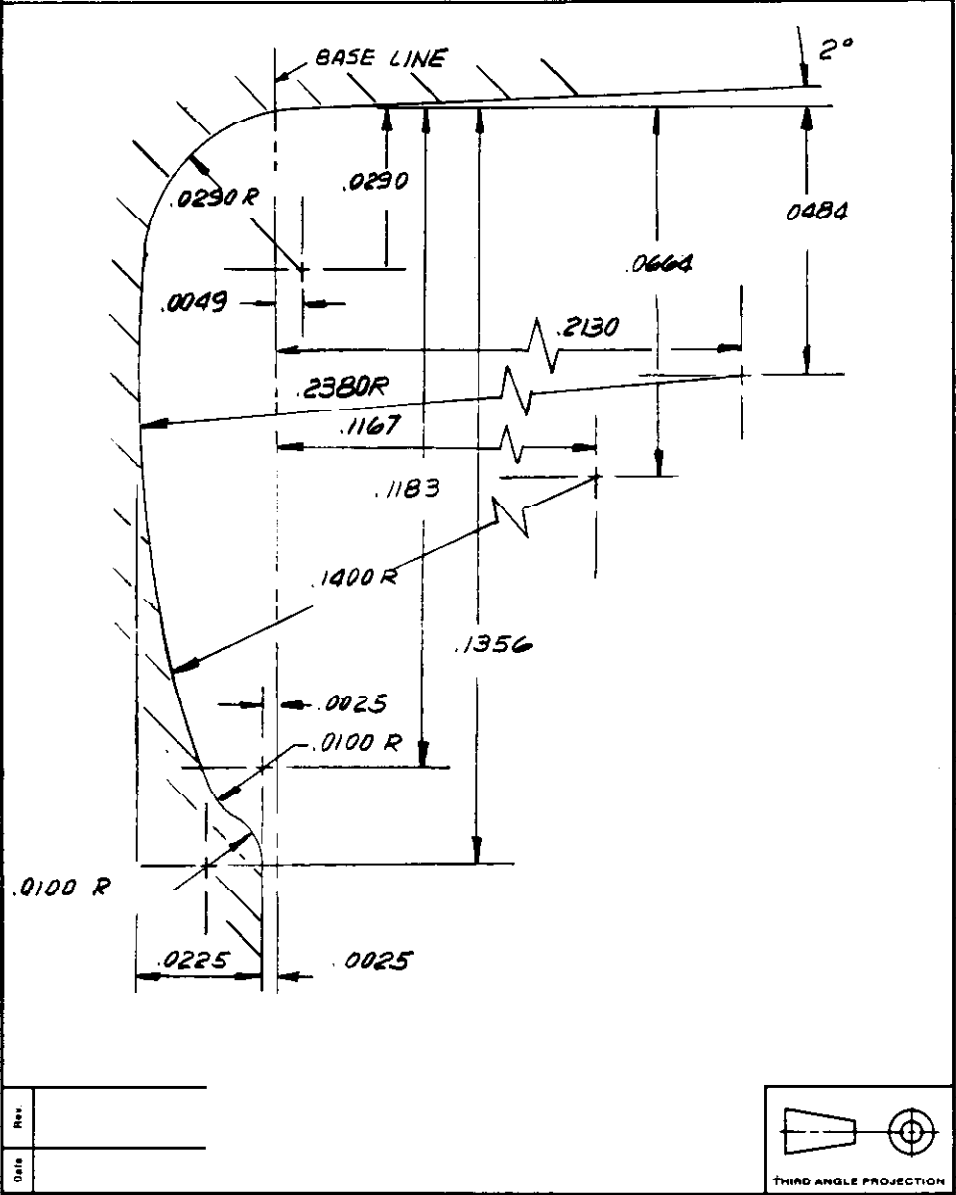 BASE LINE
2°
.0290 R
.0290
.0484
.0664
.0049
.2130
.2380R
.1167
.1183
.1400 R
.1356
.0025
.0100 R
.0100 R
.0225
.0025
Rev.
Date
THIRD ANGLE PROJECTION